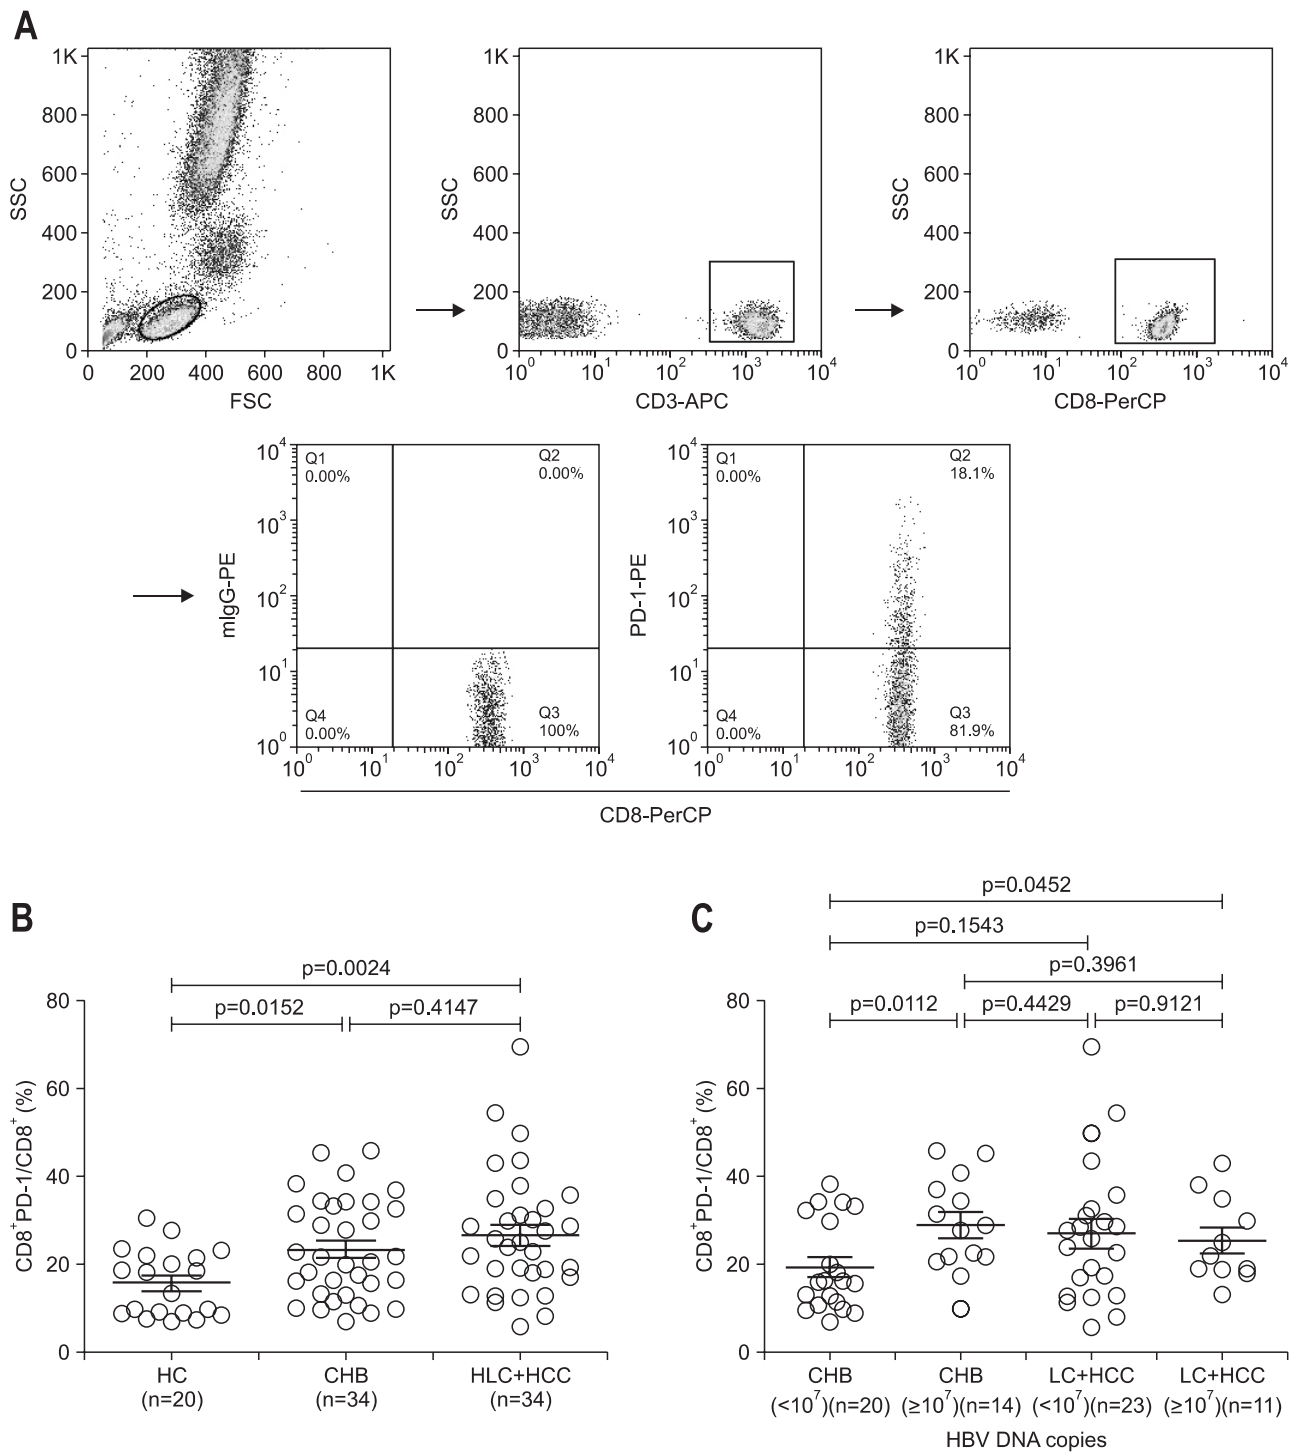 A
1K
800
600
400
200
0
SSC
0 200 400 600 800 1K
FSC
1K
800
600
400
200
0
SSC
10^0 10^1 10^2 10^3 10^4
CD3-APC
1K
800
600
400
200
0
SSC
10^0 10^1 10^2 10^3 10^4
CD8-PerCP
10^4
10^3
10^2
10^1
10^0
mIgG-PE
Q1
0.00%
Q2
0.00%
Q4
0.00%
Q3
100%
10^0 10^1 10^2 10^3 10^4
10^4
10^3
10^2
10^1
10^0
PD-1-PE
Q1
0.00%
Q2
18.1%
Q4
0.00%
Q3
81.9%
10^0 10^1 10^2 10^3 10^4
CD8-PerCP
B
p=0.0024
p=0.0152 p=0.4147
80
60
40
20
0
CD8⁺PD-1/CD8⁺ (%)
HC CHB HLC+HCC
(n=20) (n=34) (n=34)
C
p=0.0452
p=0.1543
p=0.3961
p=0.0112 p=0.4429 p=0.9121
80
60
40
20
0
CD8⁺PD-1/CD8⁺ (%)
CHB CHB LC+HCC LC+HCC
(<10⁷)(n=20) (≥10⁷)(n=14) (<10⁷)(n=23) (≥10⁷)(n=11)
HBV DNA copies